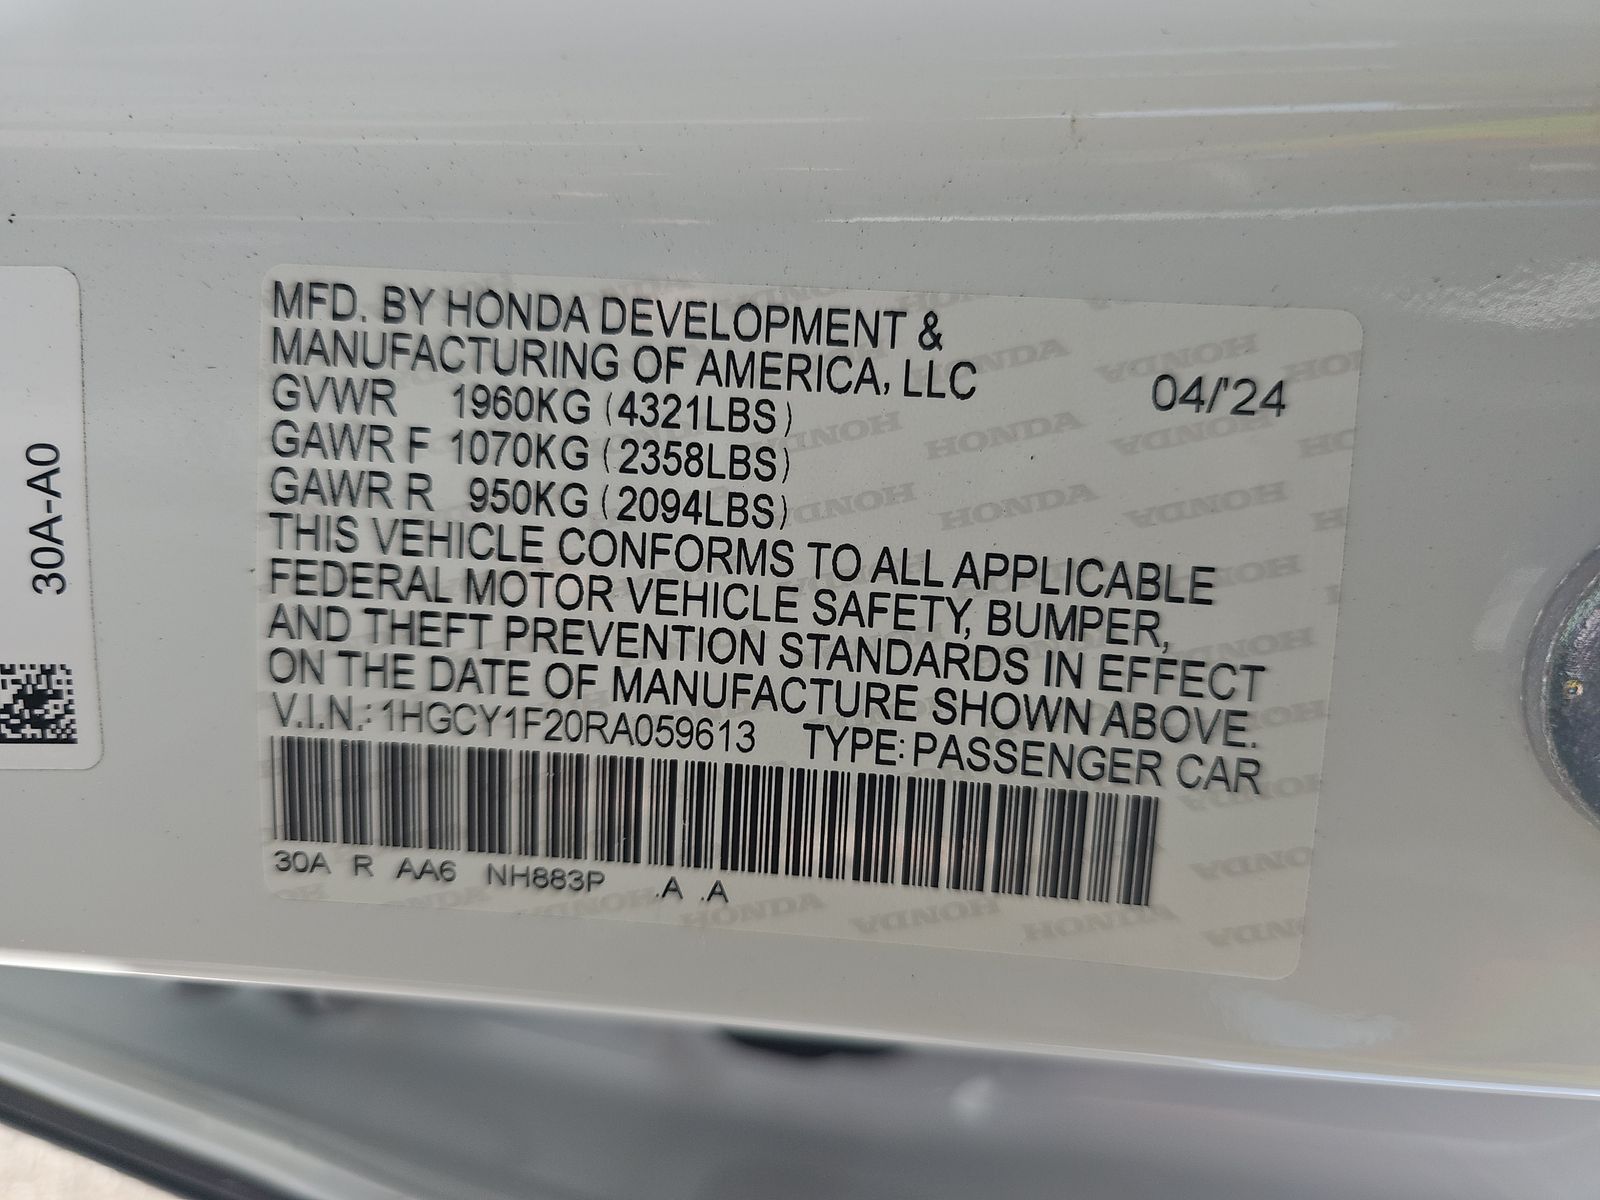 MFD. BY HONDA DEVELOPMENT &
MANUFACTURING OF AMERICA, LLC
04/'24
GVWR 1960KG (4321LBS)
GAWR F 1070KG (2358LBS)
GAWR R 950KG (2094LBS)
THIS VEHICLE CONFORMS TO ALL APPLICABLE
FEDERAL MOTOR VEHICLE SAFETY, BUMPER,
AND THEFT PREVENTION STANDARDS IN EFFECT
ON THE DATE OF MANUFACTURE SHOWN ABOVE.
V.I.N.: 1HGCY1F20RA059613 TYPE: PASSENGER CAR
30A R AA6 NH883P .A .A
30A-A0